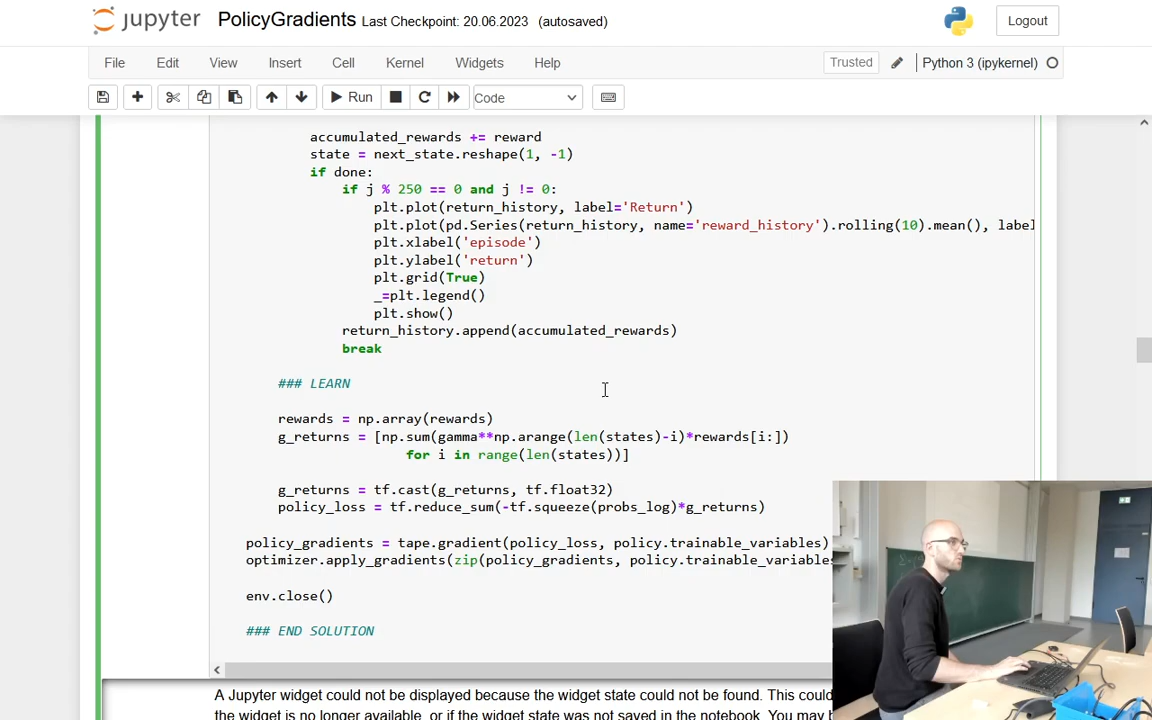 jupyter PolicyGradients Last Checkpoint: 20.06.2023 (autosaved) Logout
File Edit View Insert Cell Kernel Widgets Help Trusted Python 3 (ipykernel)
Run Code
accumulated_rewards += reward
state = next_state.reshape(1, -1)
if done:
if j % 250 == 0 and j != 0:
plt.plot(return_history, label='Return')
plt.plot(pd.Series(return_history, name='reward_history').rolling(10).mean(), label
plt.xlabel('episode')
plt.ylabel('return')
plt.grid(True)
_=plt.legend()
plt.show()
return_history.append(accumulated_rewards)
break
### LEARN
rewards = np.array(rewards)
g_returns = [np.sum(gamma**np.arange(len(states)-i)*rewards[i:])
for i in range(len(states))]
g_returns = tf.cast(g_returns, tf.float32)
policy_loss = tf.reduce_sum(-tf.squeeze(probs_log)*g_returns)
policy_gradients = tape.gradient(policy_loss, policy.trainable_variables)
optimizer.apply_gradients(zip(policy_gradients, policy.trainable_variables
env.close()
### END SOLUTION
A Jupyter widget could not be displayed because the widget state could not be found. This could
the widget is no longer available, or if the widget state was not saved in the notebook. You may